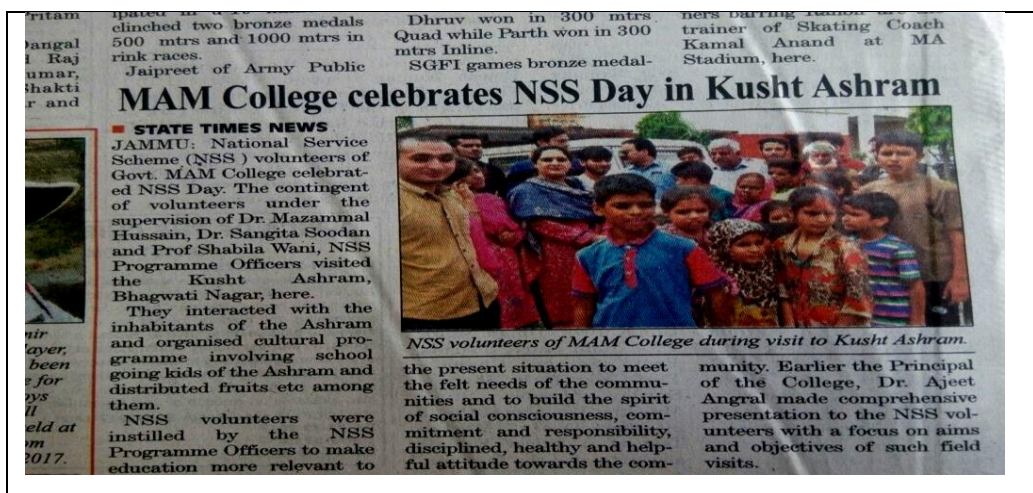 Pritam
Dangal
Raj
umar,
Shakti
r and
clinched two bronze medals
500 mtrs and 1000 mtrs in
rink races.
Jaipreet of Army Public
Dhruv won in 300 mtrs
Quad while Parth won in 300
mtrs Inline.
SGFI games bronze medal-
trainer of Skating Coach
Kamal Anand at MA
Stadium, here.
MAM College celebrates NSS Day in Kusht Ashram
STATE TIMES NEWS
JAMMU: National Service
Scheme (NSS ) volunteers of
Govt. MAM College celebrat-
ed NSS Day. The contingent
of volunteers under the
supervision of Dr. Mazammal
Hussain, Dr. Sangita Soodan
and Prof Shabila Wani, NSS
Programme Officers visited
the Kusht Ashram,
Bhagwati Nagar, here.
They interacted with the
inhabitants of the Ashram
and organised cultural pro-
gramme involving school
going kids of the Ashram and
distributed fruits etc among
them.
NSS volunteers were
instilled by the NSS
Programme Officers to make
education more relevant to
NSS volunteers of MAM College during visit to Kusht Ashram.
the present situation to meet
the felt needs of the commu-
nities and to build the spirit
of social consciousness, com-
mitment and responsibility,
disciplined, healthy and help-
ful attitude towards the com-
munity. Earlier the Principal
of the College, Dr. Ajeet
Angral made comprehensive
presentation to the NSS vol-
unteers with a focus on aims
and objectives of such field
visits.
mir
layer,
been
e for
oys
ll
eld at
om
2017.